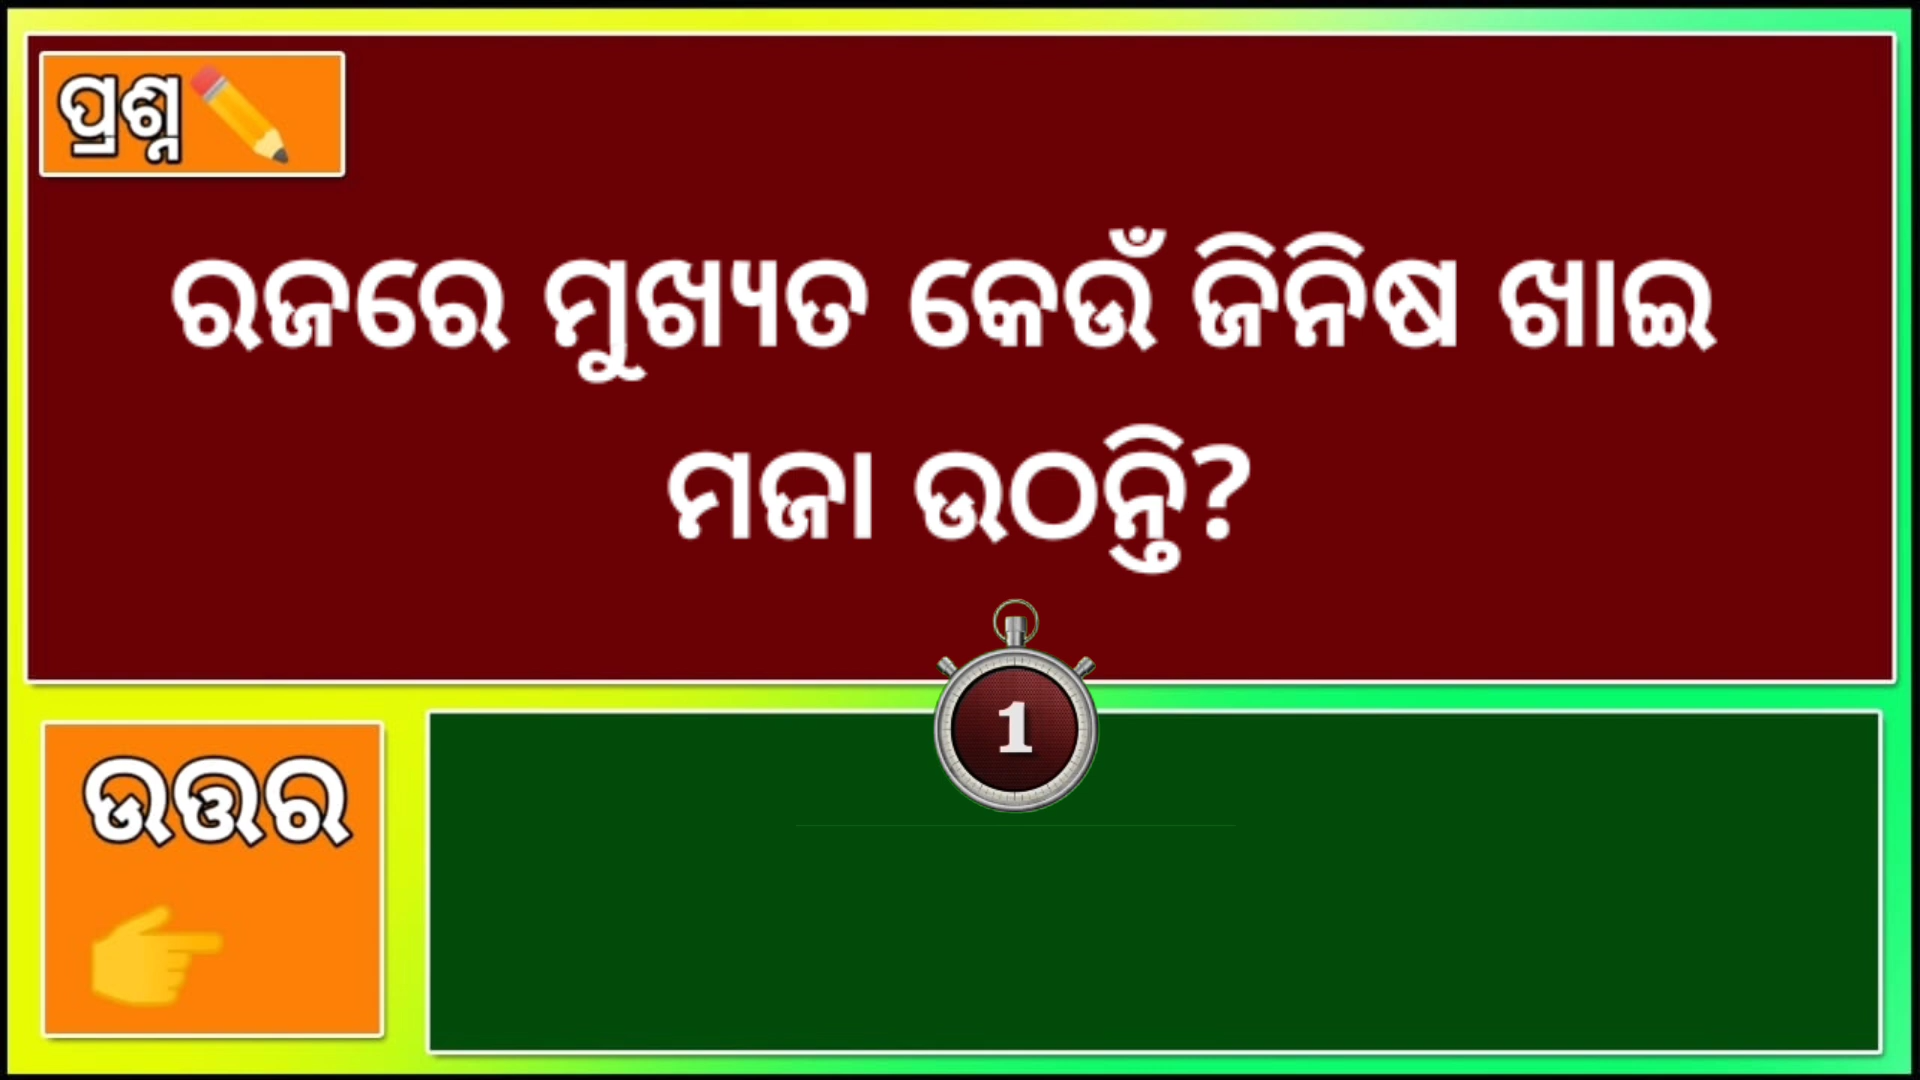 ପ୍ରଶ୍ନ
ରଜରେ ମୁଖ୍ୟତ କେଉଁ ଜିନିଷ ଖାଇ
ମଜା ଉଠନ୍ତି?
1
ଉତ୍ତର